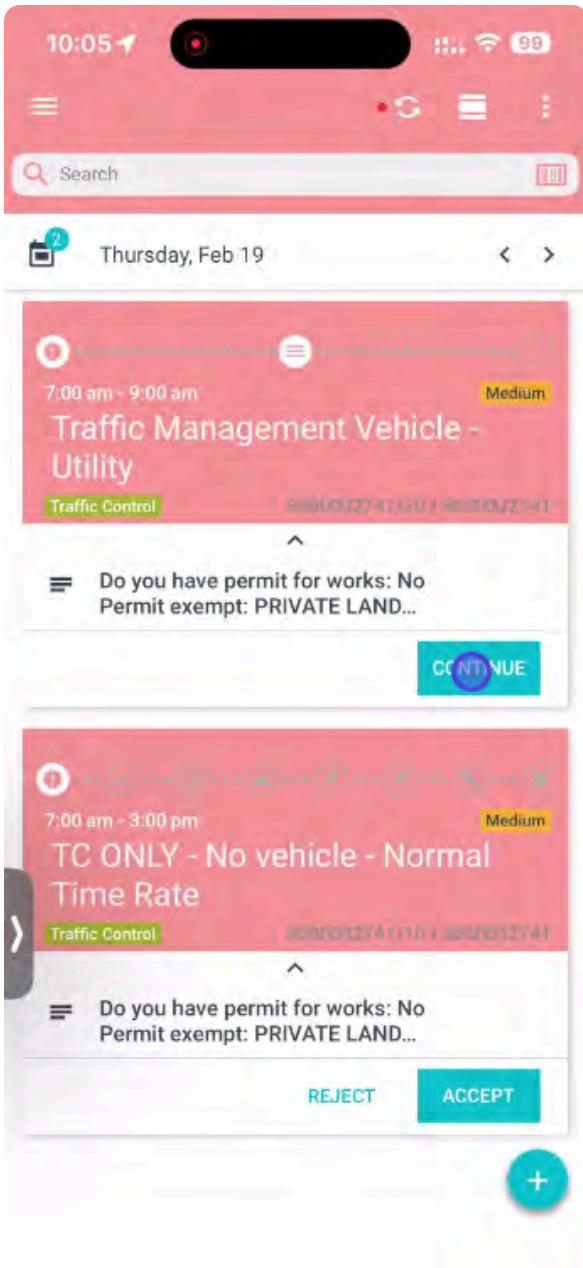 10:05
99
Search
2
Thursday, Feb 19
7:00 am - 9:00 am
Medium
Traffic Management Vehicle -
Utility
Traffic Control
Do you have permit for works: No
Permit exempt: PRIVATE LAND...
CONTINUE
7:00 am - 3:00 pm
Medium
TC ONLY - No vehicle - Normal
Time Rate
Traffic Control
Do you have permit for works: No
Permit exempt: PRIVATE LAND...
REJECT
ACCEPT